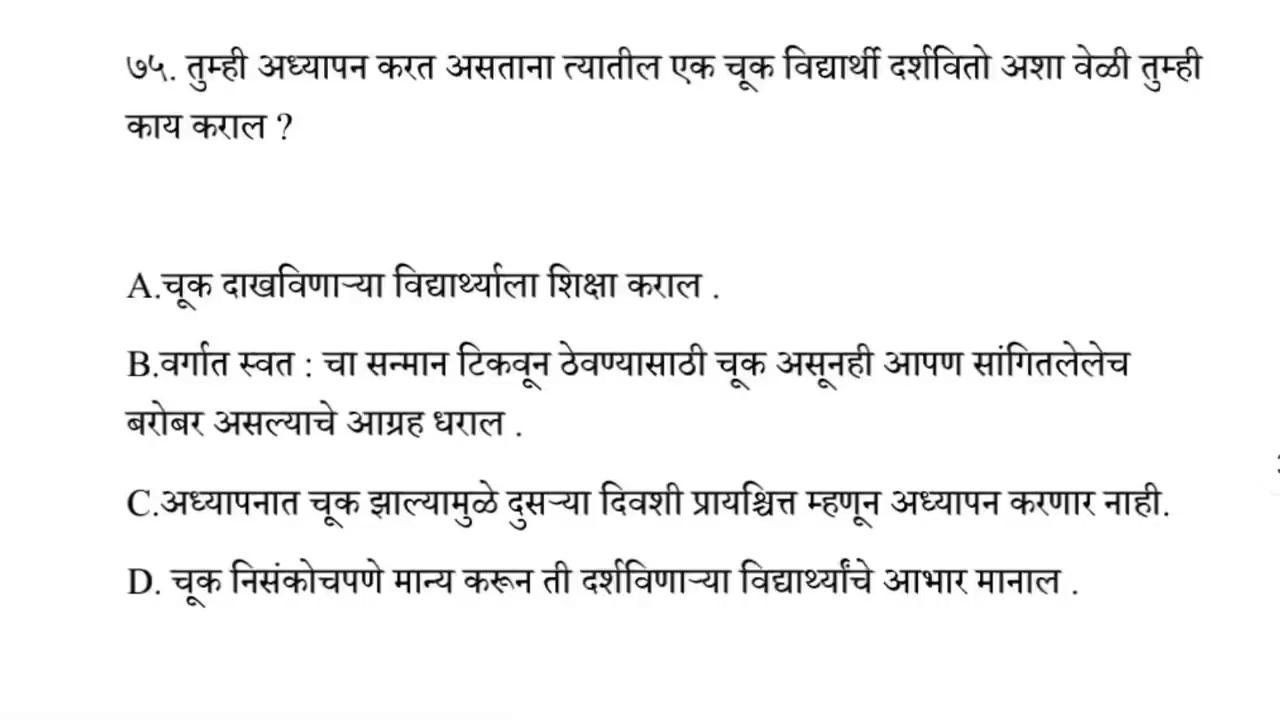 ७५. तुम्ही अध्यापन करत असताना त्यातील एक चूक विद्यार्थी दर्शवितो अशा वेळी तुम्ही
काय कराल ?
A.चूक दाखविणाऱ्या विद्यार्थ्याला शिक्षा कराल .
B.वर्गात स्वत : चा सन्मान टिकवून ठेवण्यासाठी चूक असूनही आपण सांगितलेलेच
बरोबर असल्याचे आग्रह धराल .
C.अध्यापनात चूक झाल्यामुळे दुसऱ्या दिवशी प्रायश्चित्त म्हणून अध्यापन करणार नाही.
D. चूक निसंकोचपणे मान्य करून ती दर्शविणाऱ्या विद्यार्थ्यांचे आभार मानाल .